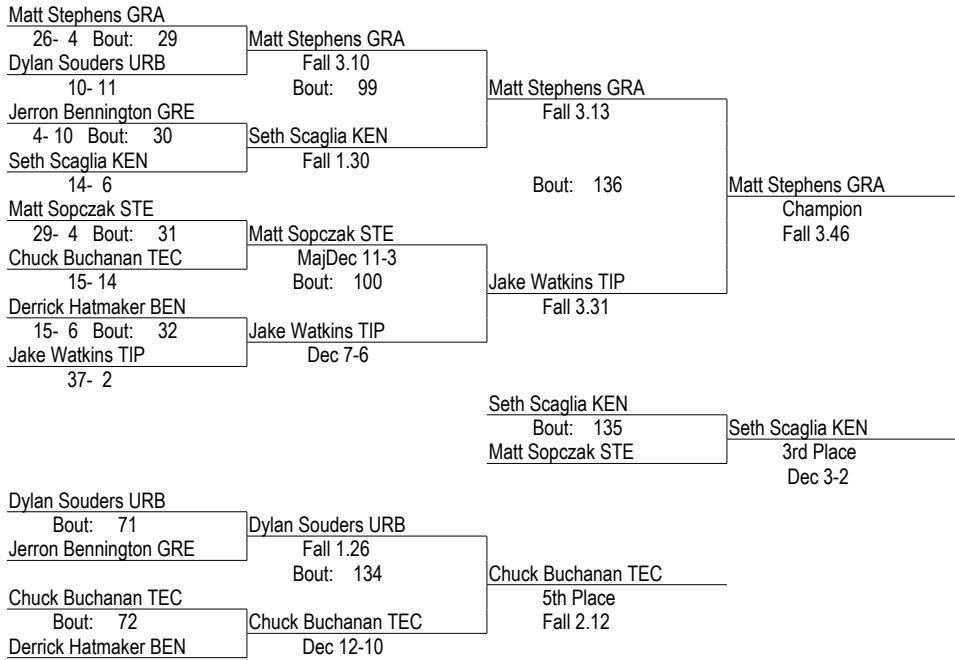 Matt Stephens GRA
26- 4 Bout: 29
Matt Stephens GRA
Dylan Souders URB
Fall 3.10
10- 11
Bout: 99
Matt Stephens GRA
Jerron Bennington GRE
Fall 3.13
4- 10 Bout: 30
Seth Scaglia KEN
Seth Scaglia KEN
Fall 1.30
14- 6
Bout: 136
Matt Stephens GRA
Matt Sopczak STE
Champion
29- 4 Bout: 31
Matt Sopczak STE
Fall 3.46
Chuck Buchanan TEC
MajDec 11-3
15- 14
Bout: 100
Jake Watkins TIP
Derrick Hatmaker BEN
Fall 3.31
15- 6 Bout: 32
Jake Watkins TIP
Jake Watkins TIP
Dec 7-6
37- 2
Seth Scaglia KEN
Bout: 135
Seth Scaglia KEN
Matt Sopczak STE
3rd Place
Dec 3-2
Dylan Souders URB
Bout: 71
Dylan Souders URB
Jerron Bennington GRE
Fall 1.26
Bout: 134
Chuck Buchanan TEC
Chuck Buchanan TEC
5th Place
Bout: 72
Chuck Buchanan TEC
Fall 2.12
Derrick Hatmaker BEN
Dec 12-10